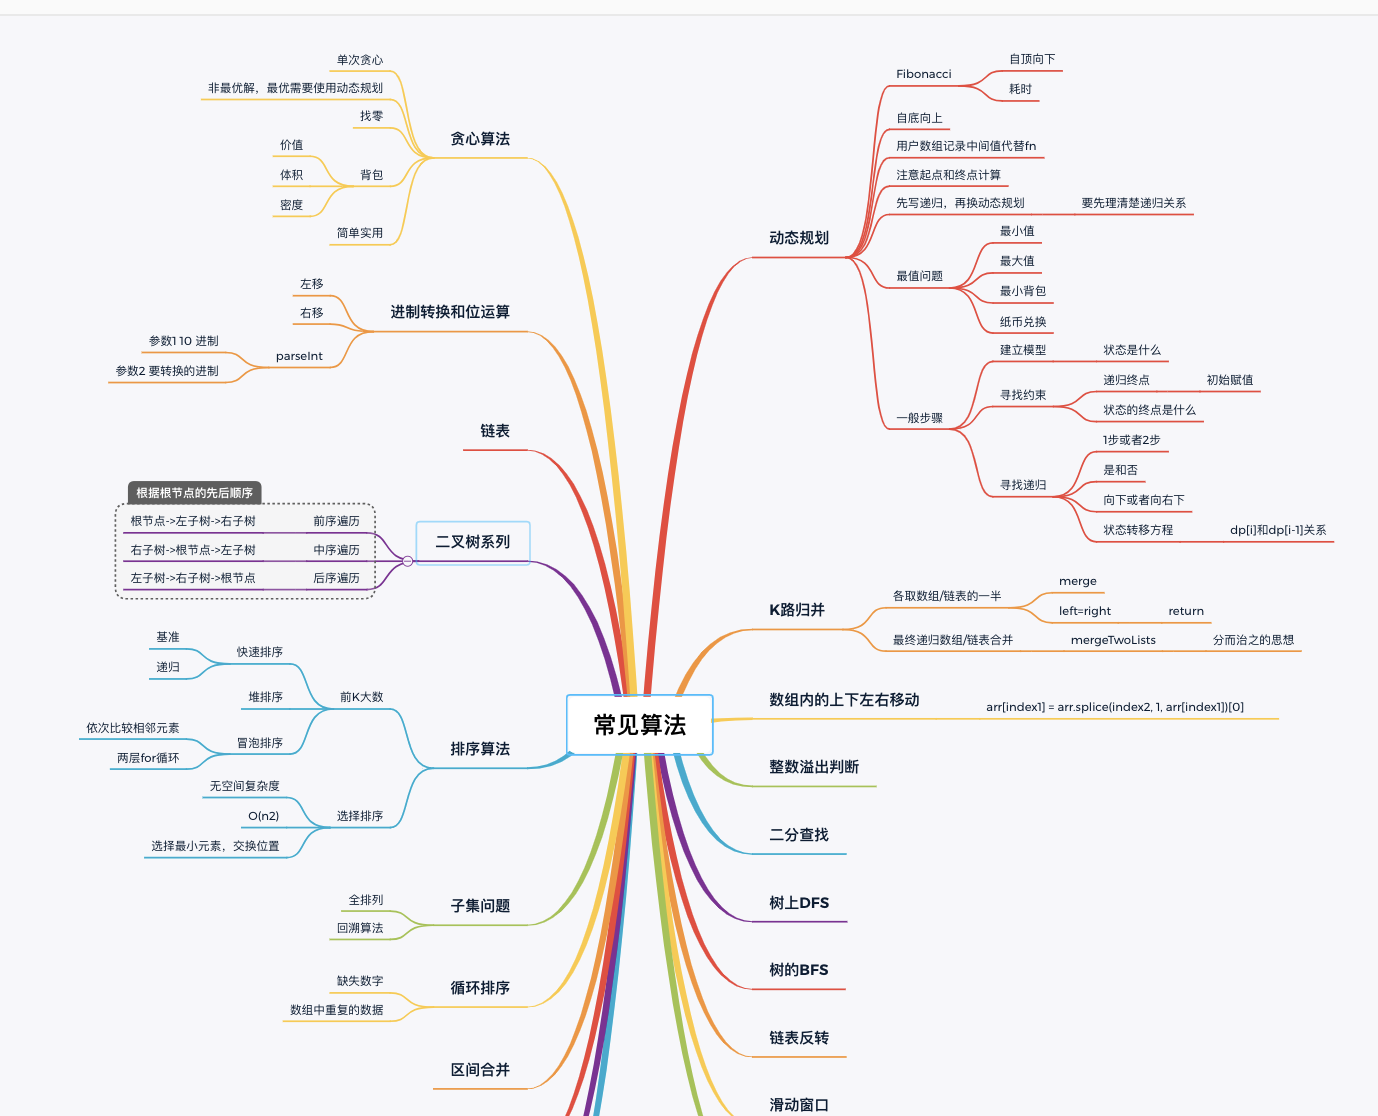 常见算法
动态规划
Fibonacci
自顶向下
耗时
自底向上
用户数组记录中间值代替fn
注意起点和终点计算
先写递归，再换动态规划
要先理清楚递归关系
最值问题
最小值
最大值
最小背包
纸币兑换
一般步骤
建立模型
状态是什么
寻找约束
递归终点
初始赋值
状态的终点是什么
寻找递归
1步或者2步
是和否
向下或者向右下
状态转移方程
dp[i]和dp[i-1]关系
K路归并
各取数组/链表的一半
merge
left=right
return
最终递归数组/链表合并
mergeTwoLists
分而治之的思想
数组内的上下左右移动
arr[index1] = arr.splice(index2, 1, arr[index1])[0]
整数溢出判断
二分查找
树上DFS
树的BFS
链表反转
滑动窗口
贪心算法
单次贪心
非最优解，最优需要使用动态规划
找零
背包
价值
体积
密度
简单实用
进制转换和位运算
左移
右移
parseInt
参数1 10 进制
参数2 要转换的进制
链表
二叉树系列
根据根节点的先后顺序
前序遍历
根节点->左子树->右子树
中序遍历
右子树->根节点->左子树
后序遍历
左子树->右子树->根节点
排序算法
前K大数
快速排序
基准
递归
堆排序
冒泡排序
依次比较相邻元素
两层for循环
选择排序
无空间复杂度
O(n2)
选择最小元素，交换位置
子集问题
全排列
回溯算法
循环排序
缺失数字
数组中重复的数据
区间合并